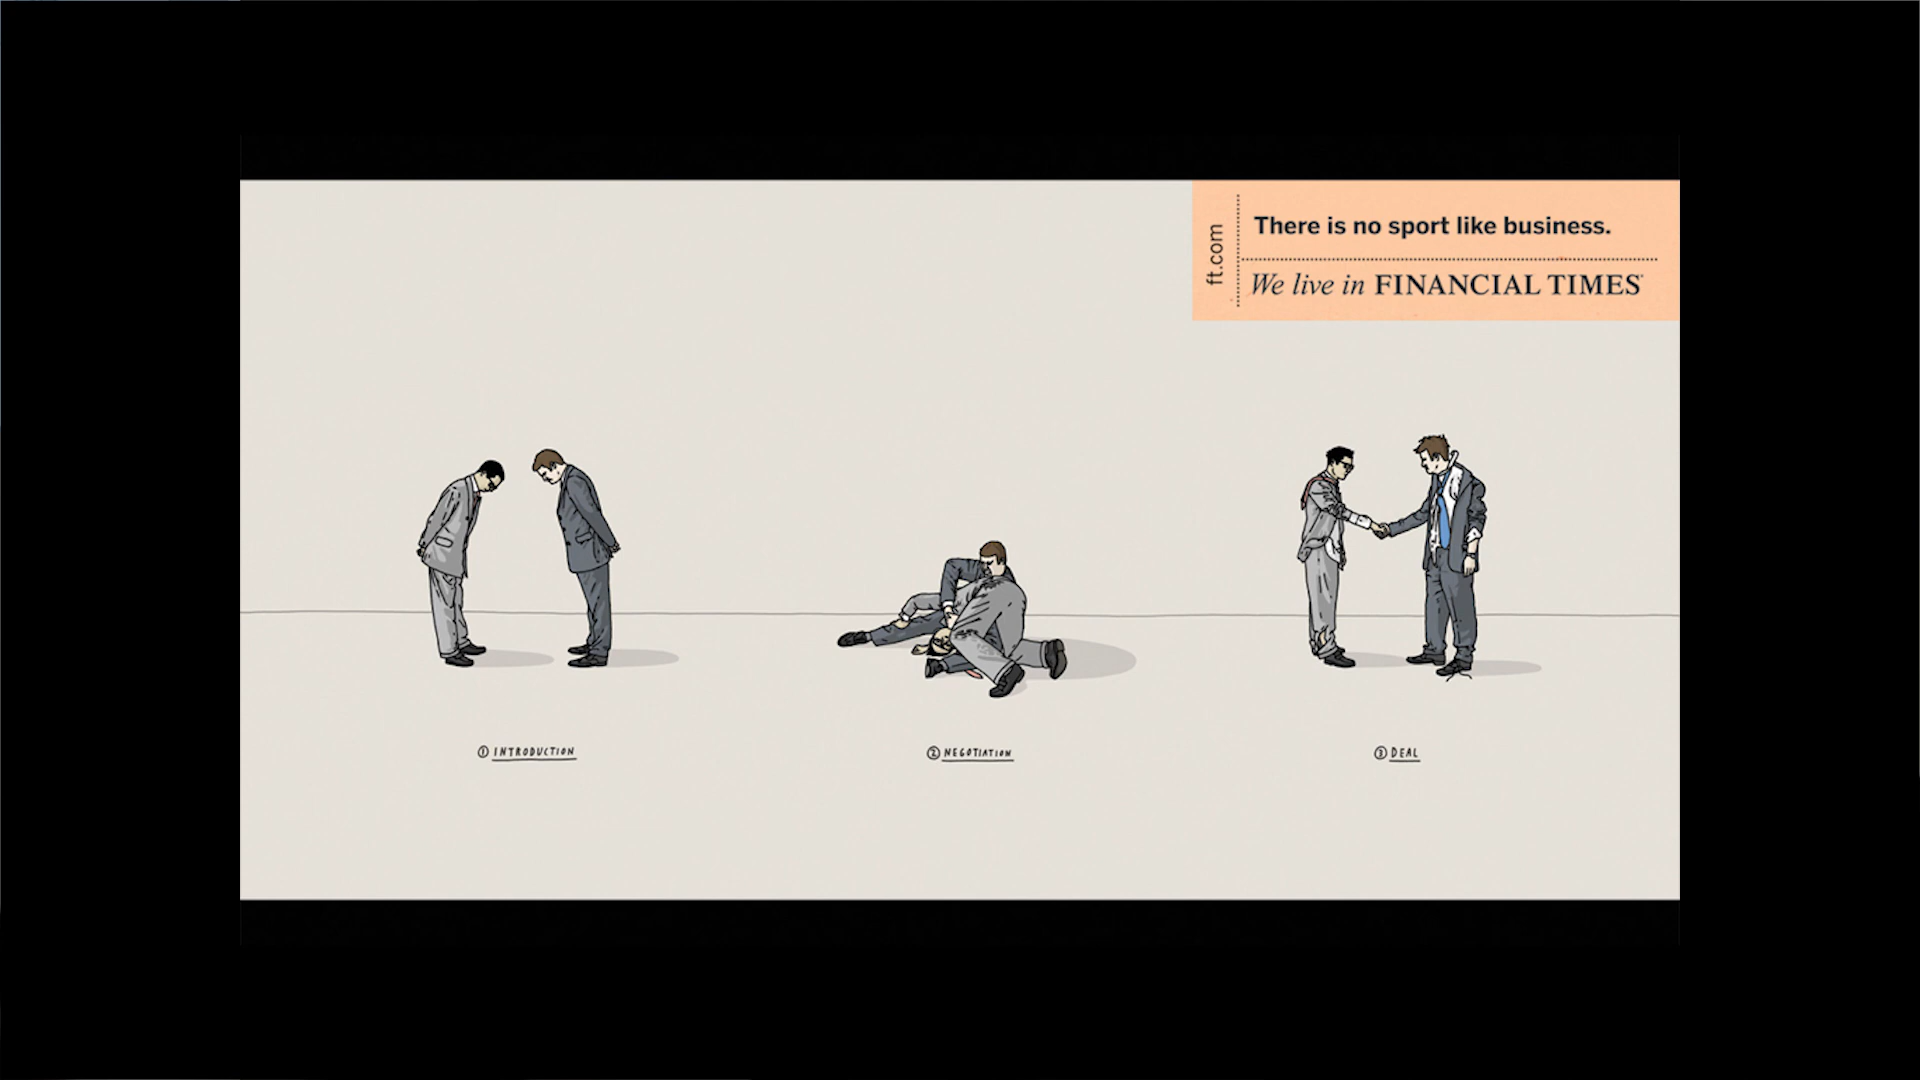 ft.com
There is no sport like business.
We live in FINANCIAL TIMES®
① INTRODUCTION
② NEGOTIATION
③ DEAL